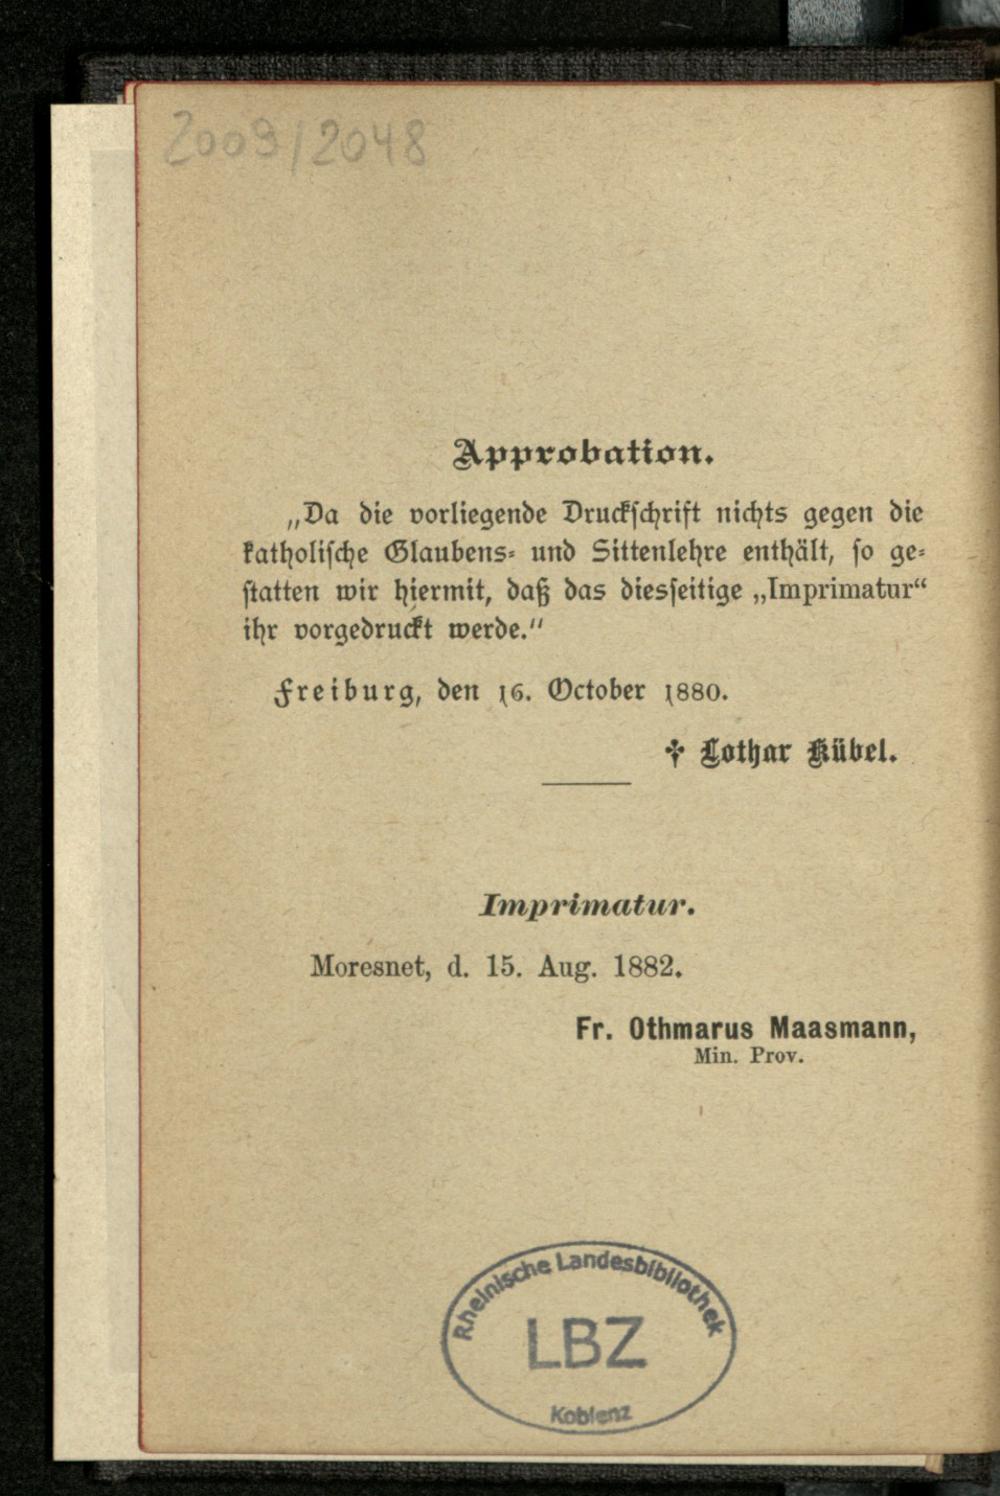 2009/2048
Approbation.
„Da die vorliegende Druckschrift nichts gegen die
katholische Glaubens- und Sittenlehre enthält, so ge-
statten wir hiermit, daß das diesseitige „Imprimatur“
ihr vorgedruckt werde.“
Freiburg, den 16. October 1880.
† Lothar Kübel.
Imprimatur.
Moresnet, d. 15. Aug. 1882.
Fr. Othmarus Maasmann,
Min. Prov.
Rheinische Landesbibliothek
LBZ
Koblenz